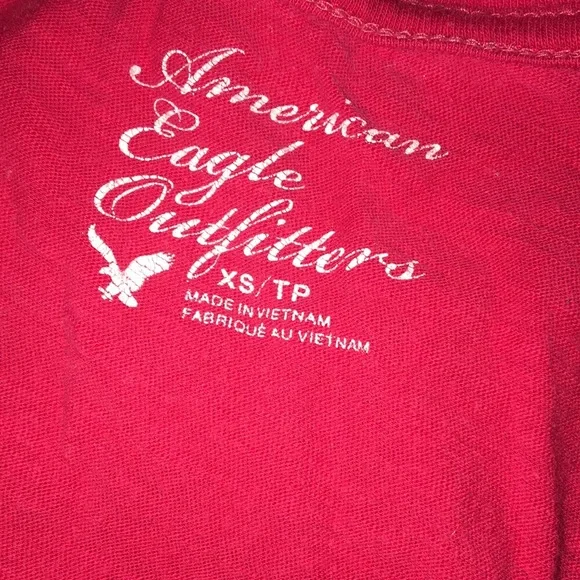 American
Eagle
Outfitters
XS/TP
MADE IN VIETNAM
FABRIQUÉ AU VIETNAM